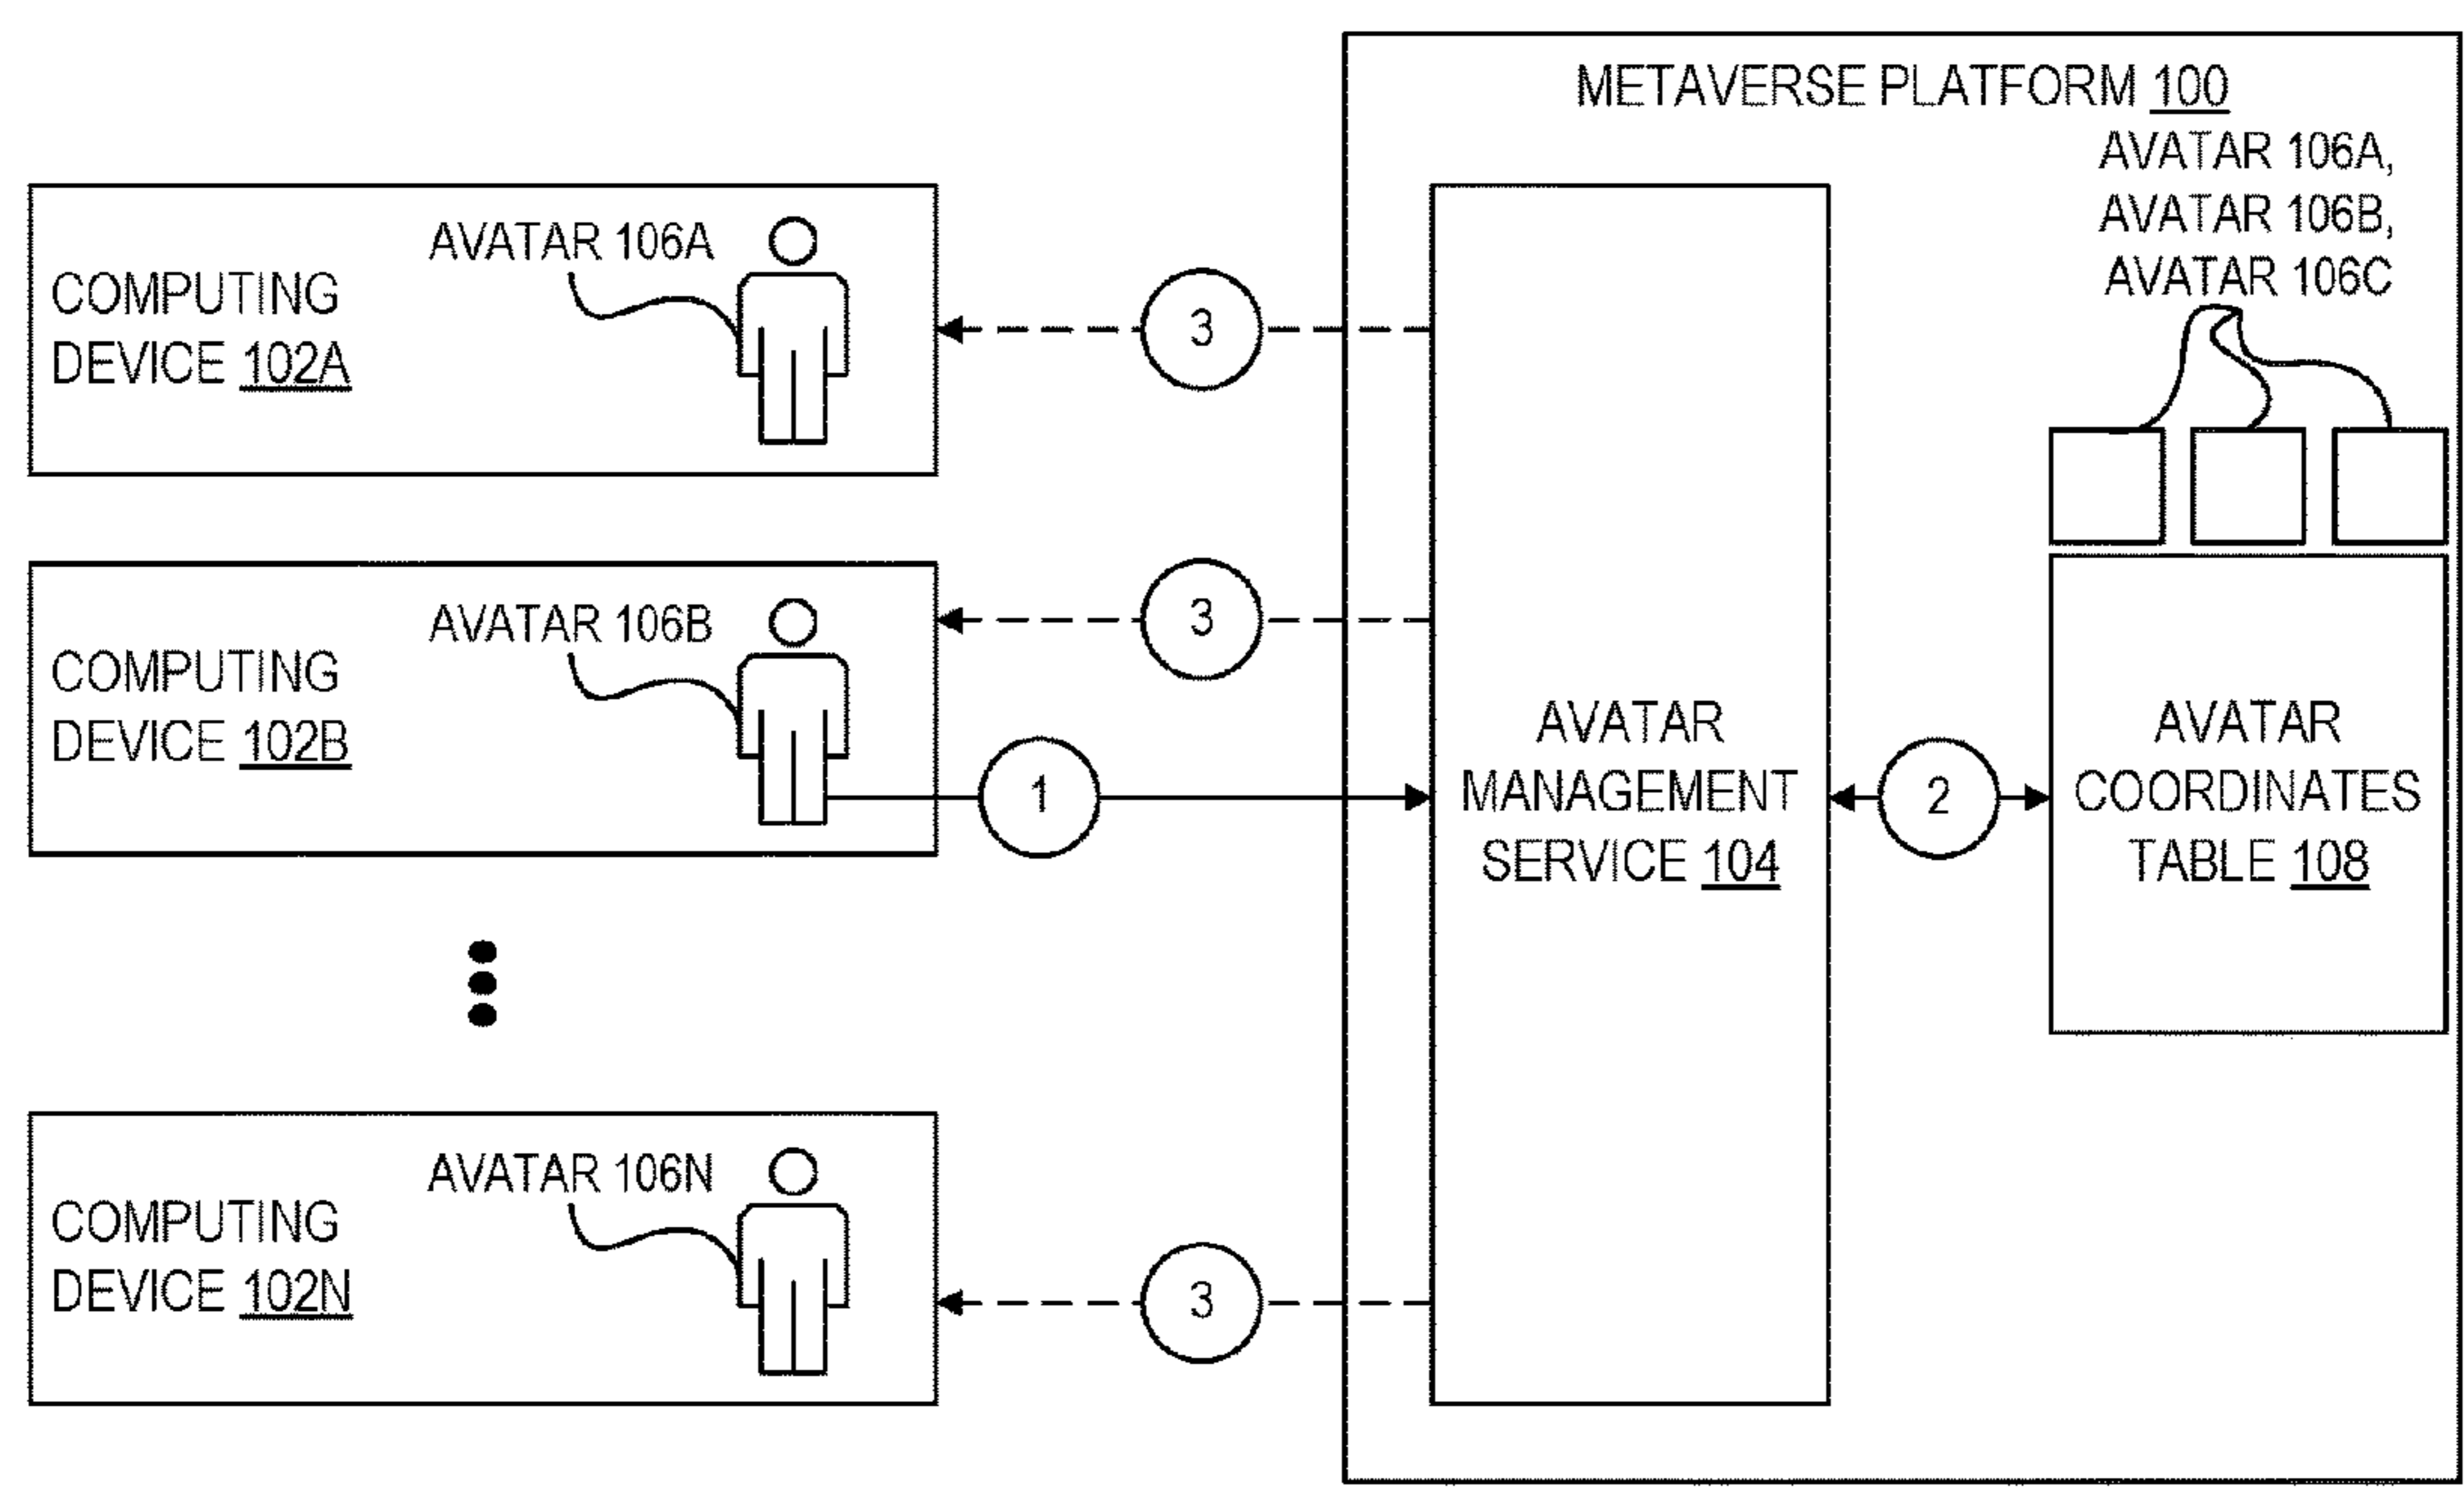 METAVERSE PLATFORM 100
AVATAR 106A,
AVATAR 106B,
AVATAR 106C
AVATAR 106A
COMPUTING
DEVICE 102A
3
AVATAR 106B
COMPUTING
DEVICE 102B
3
1
AVATAR
MANAGEMENT
SERVICE 104
2
AVATAR
COORDINATES
TABLE 108
AVATAR 106N
COMPUTING
DEVICE 102N
3